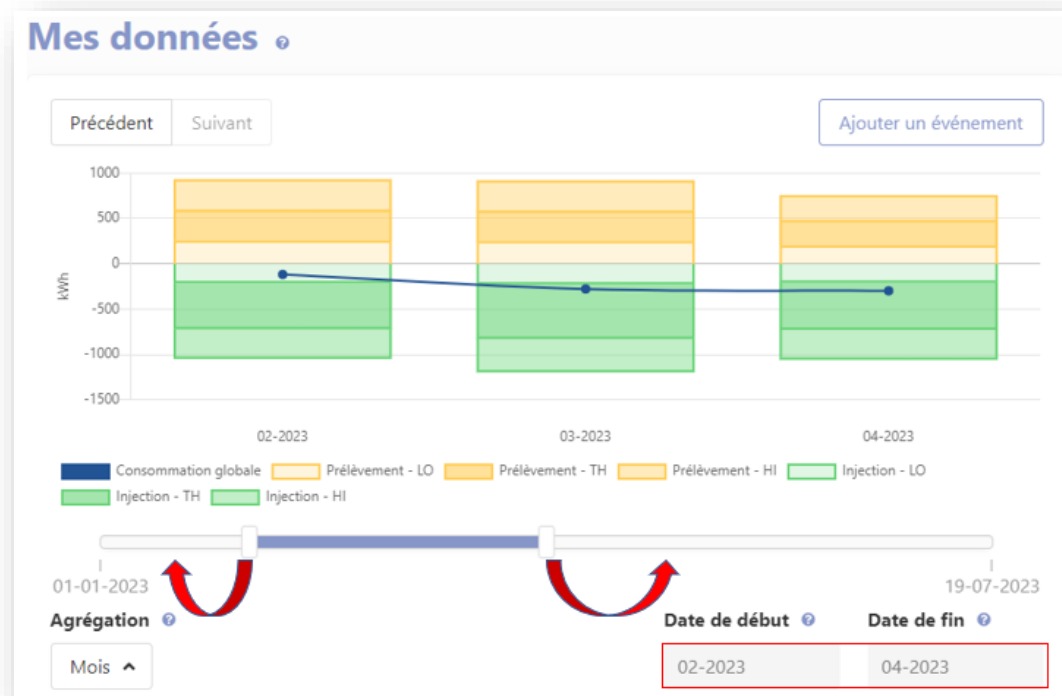 Mes données ?
Précédent Suivant Ajouter un événement
1000
500
0
-500
-1000
-1500
kWh
02-2023 03-2023 04-2023
Consommation globale Prélèvement - LO Prélèvement - TH Prélèvement - HI Injection - LO
Injection - TH Injection - HI
01-01-2023 19-07-2023
Agrégation ? Date de début ? Date de fin ?
Mois 02-2023 04-2023